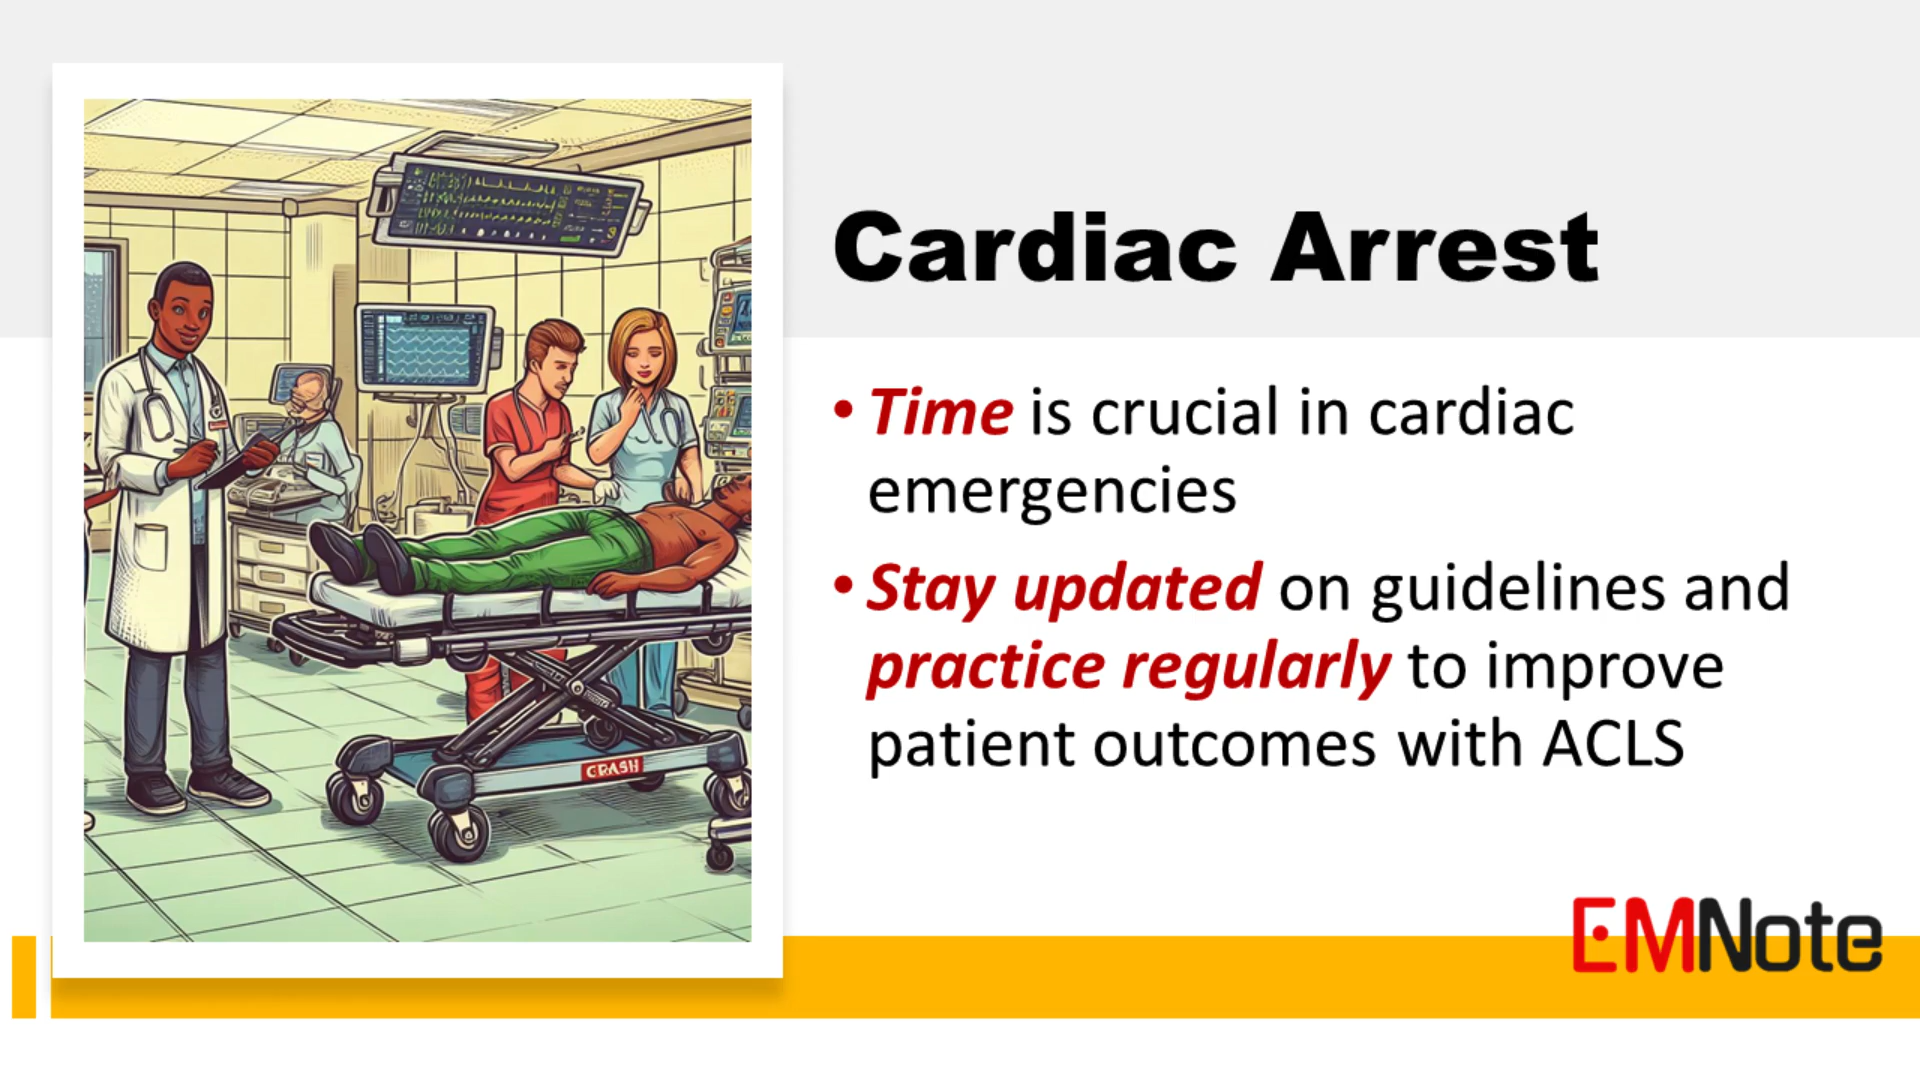 Cardiac Arrest
• Time is crucial in cardiac
emergencies
• Stay updated on guidelines and
practice regularly to improve
patient outcomes with ACLS
CRASH
EMNote